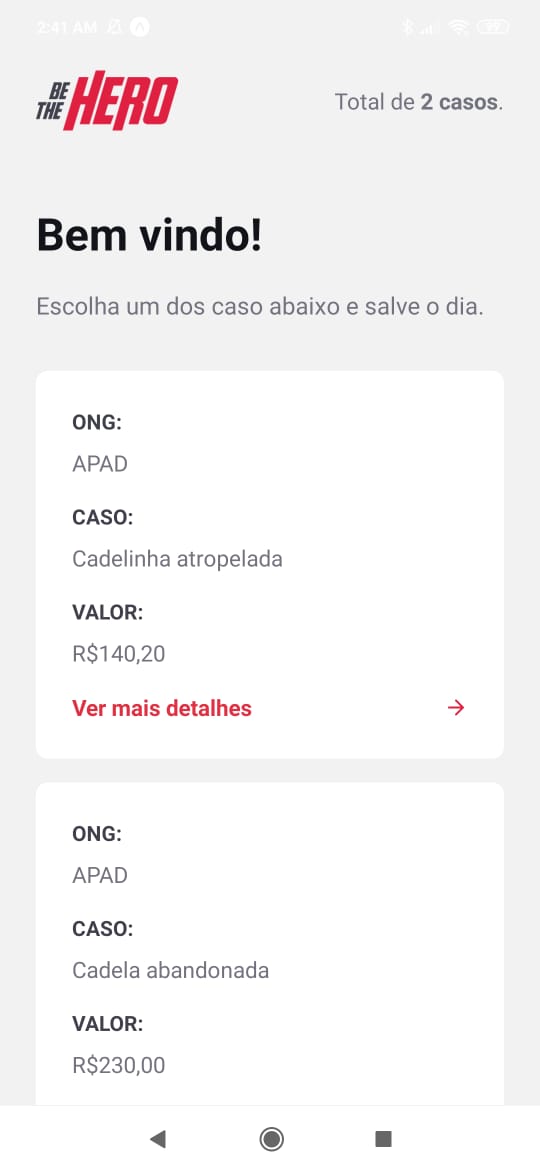 2:41 AM
99
BE
THE HERO
Total de 2 casos.
Bem vindo!
Escolha um dos caso abaixo e salve o dia.
ONG:
APAD
CASO:
Cadelinha atropelada
VALOR:
R$140,20
Ver mais detalhes
ONG:
APAD
CASO:
Cadela abandonada
VALOR:
R$230,00